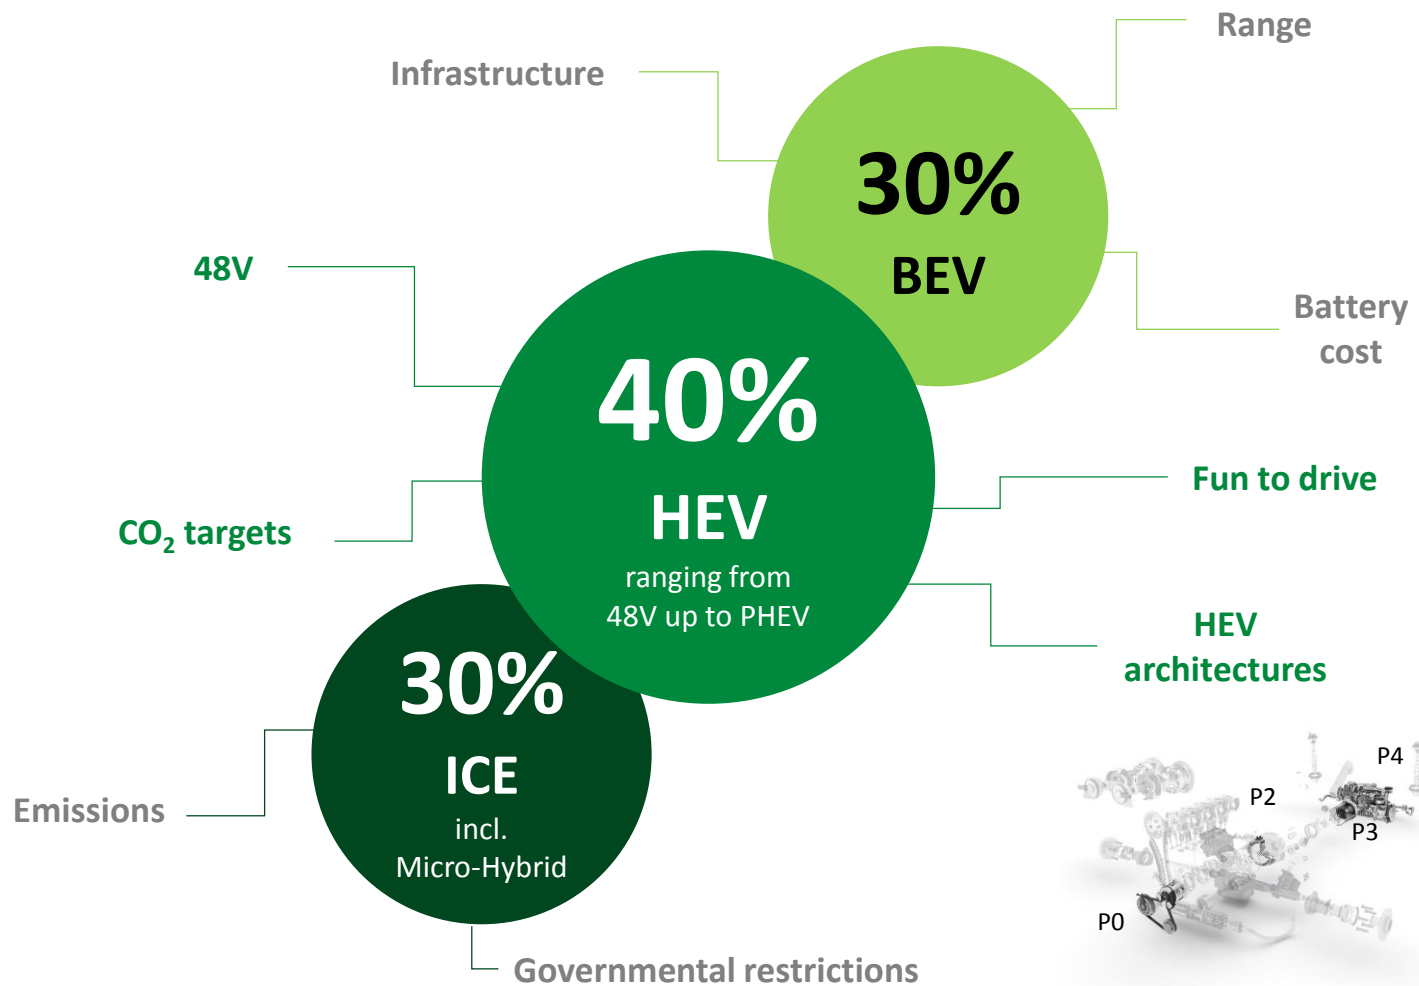 Range
Infrastructure
30%
BEV
48V
Battery
cost
40%
HEV
ranging from
48V up to PHEV
Fun to drive
CO₂ targets
HEV
architectures
30%
ICE
incl.
Micro-Hybrid
Emissions
Governmental restrictions
P4
P2
P3
P0